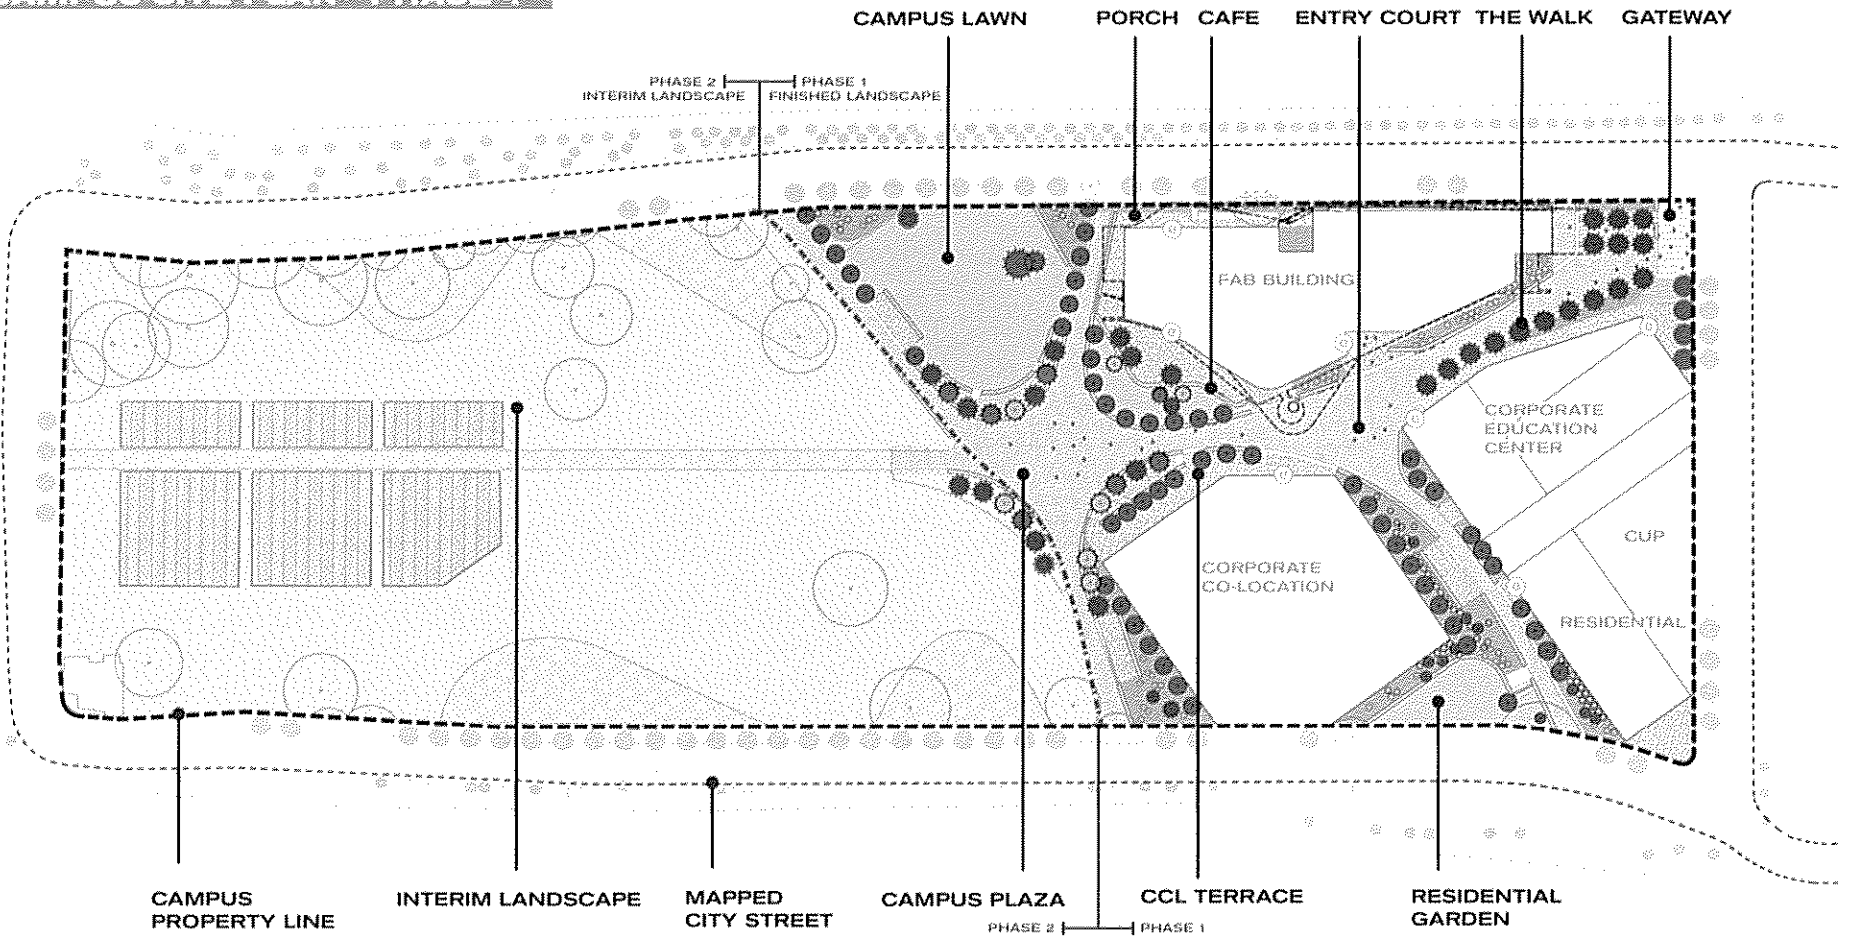 CAMPUS LAWN
PORCH
CAFE
ENTRY COURT
THE WALK
GATEWAY
PHASE 2
PHASE 1
INTERIM LANDSCAPE
FINISHED LANDSCAPE
FAB BUILDING
CORPORATE
EDUCATION
CENTER
CUP
CORPORATE
CO-LOCATION
RESIDENTIAL
CAMPUS
PROPERTY LINE
INTERIM LANDSCAPE
MAPPED
CITY STREET
CAMPUS PLAZA
CCL TERRACE
RESIDENTIAL
GARDEN
PHASE 2
PHASE 1